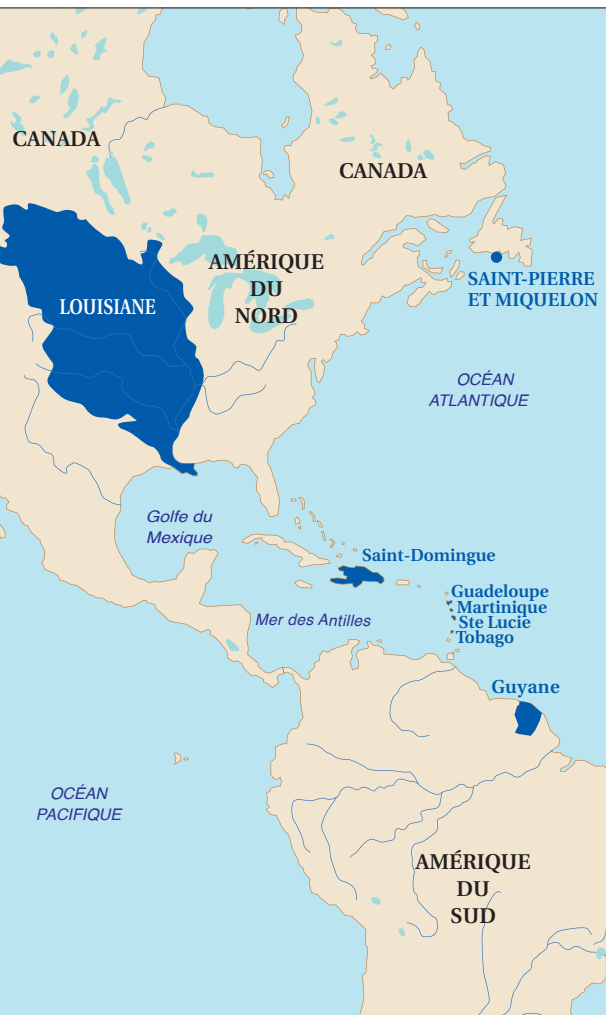 CANADA
CANADA
AMÉRIQUE
DU
NORD
SAINT-PIERRE
ET MIQUELON
LOUISIANE
OCÉAN
ATLANTIQUE
Golfe du
Mexique
Saint-Domingue
Guadeloupe
Martinique
Ste Lucie
Tobago
Mer des Antilles
Guyane
OCÉAN
PACIFIQUE
AMÉRIQUE
DU
SUD